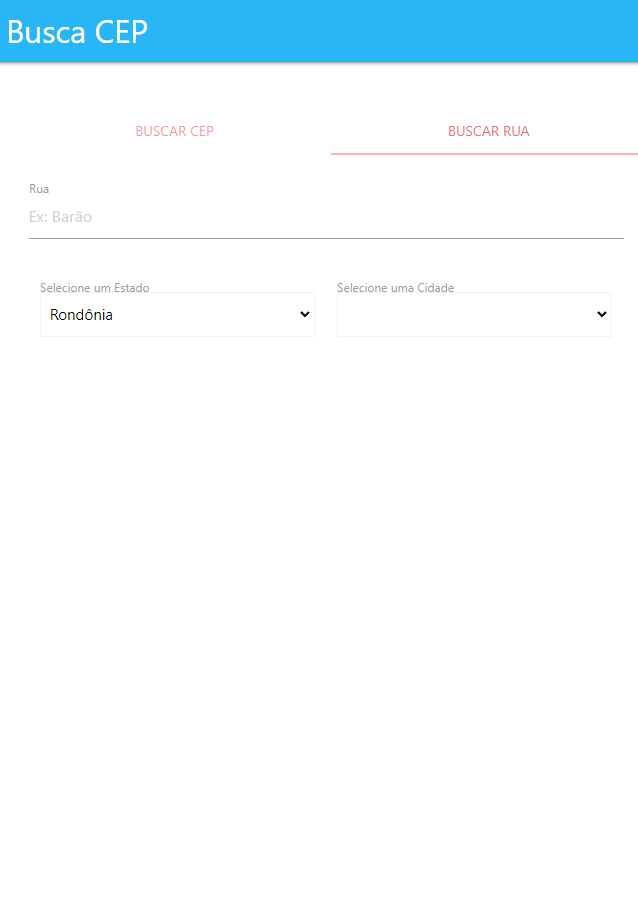 Busca CEP
BUSCAR CEP
BUSCAR RUA
Rua
Ex: Barão
Selecione um Estado
Selecione uma Cidade
Rondônia